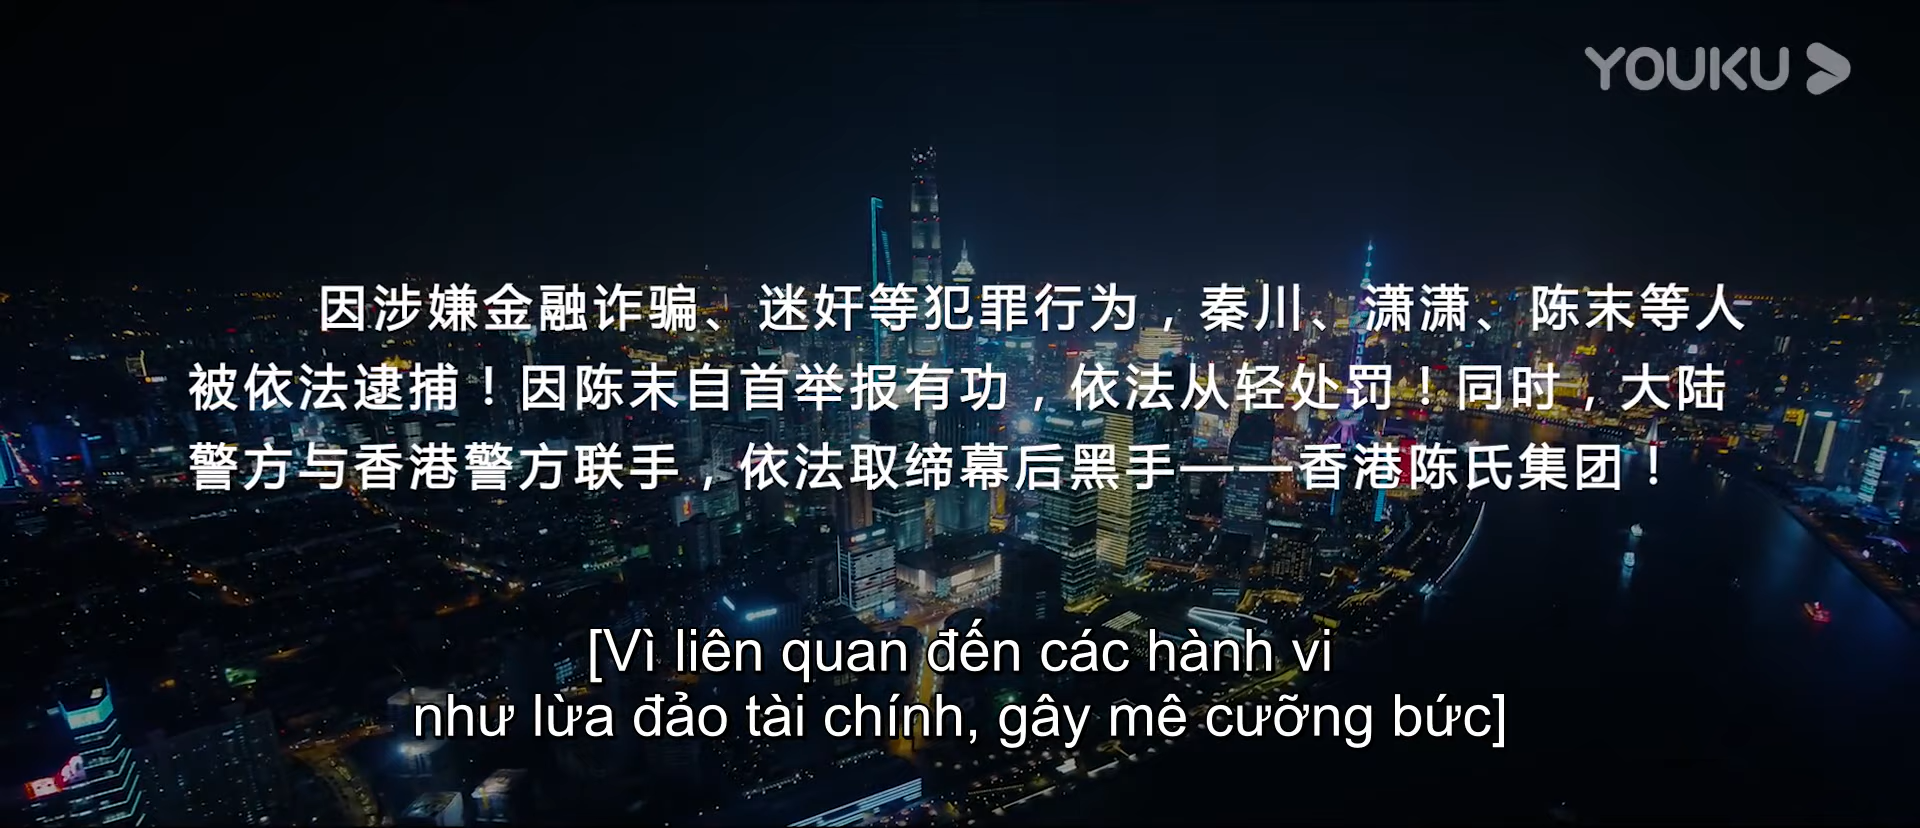 YOUKU
因涉嫌金融诈骗、迷奸等犯罪行为，秦川、潇潇、陈末等人
被依法逮捕！因陈末自首举报有功，依法从轻处罚！同时，大陆
警方与香港警方联手，依法取缔幕后黑手——香港陈氏集团！
[Vì liên quan đến các hành vi
như lừa đảo tài chính, gây mê cưỡng bức]